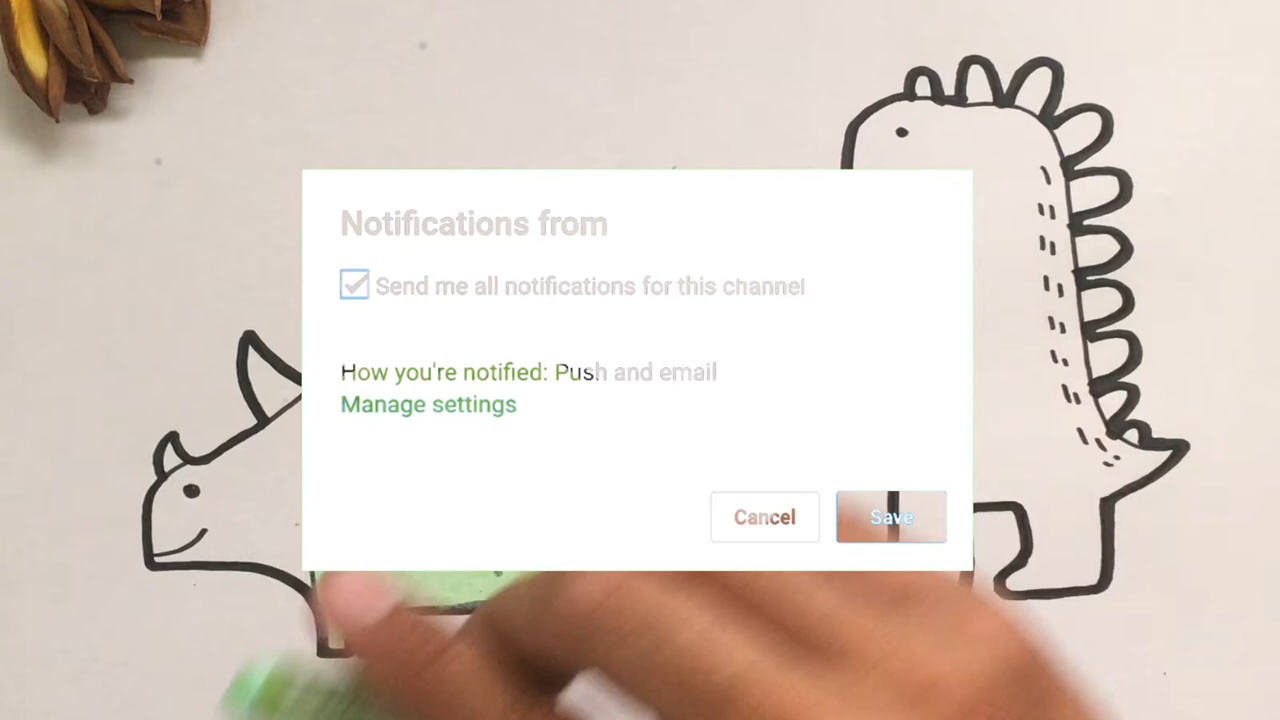 Notifications from
Send me all notifications for this channel
How you're notified: Push and email
Manage settings
Cancel
Save